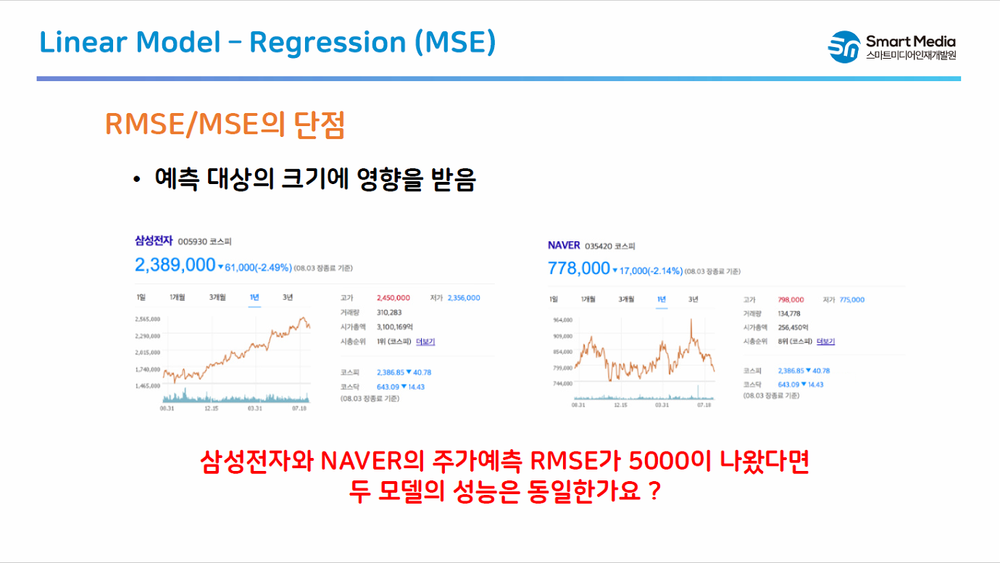 Linear Model – Regression (MSE)
Smart Media
스마트미디어인재개발원
RMSE/MSE의 단점
• 예측 대상의 크기에 영향을 받음
삼성전자 005930 코스피
2,389,000 ▼61,000(-2.49%) (08.03 장종료 기준)
1일 1개월 3개월 1년 3년
2,565,000
2,290,000
2,015,000
1,740,000
1,465,000
08.31 12.15 03.31 07.18
고가 2,450,000 저가 2,356,000
거래량 310,283
시가총액 3,100,169억
시총순위 1위 (코스피) 더보기
코스피 2,386.85 ▼ 40.78
코스닥 643.09 ▼ 14.43
(08.03 장종료 기준)
NAVER 035420 코스피
778,000 ▼17,000(-2.14%) (08.03 장종료 기준)
1일 1개월 3개월 1년 3년
964,000
909,000
854,000
799,000
744,000
08.31 12.15 03.31 07.18
고가 798,000 저가 775,000
거래량 134,778
시가총액 256,450억
시총순위 8위 (코스피) 더보기
코스피 2,386.85 ▼ 40.78
코스닥 643.09 ▼ 14.43
(08.03 장종료 기준)
삼성전자와 NAVER의 주가예측 RMSE가 5000이 나왔다면
두 모델의 성능은 동일한가요 ?